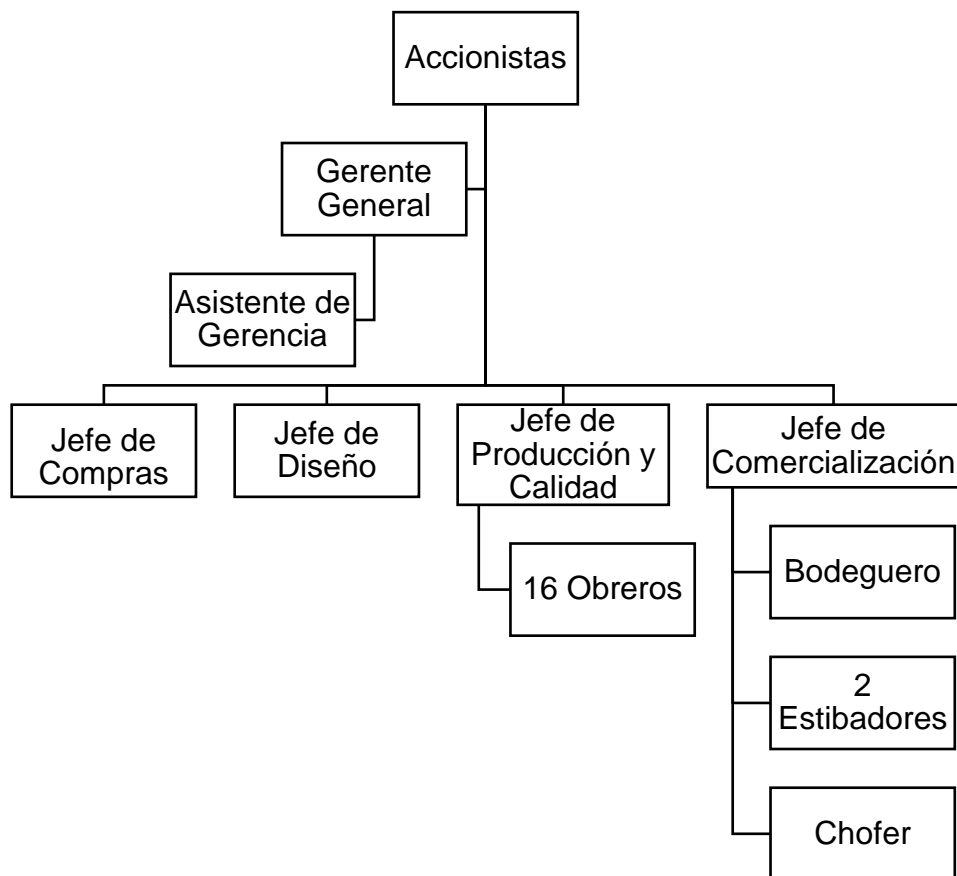 Accionistas
Gerente
General
Asistente de
Gerencia
Jefe de
Compras
Jefe de
Diseño
Jefe de
Producción y
Calidad
Jefe de
Comercialización
16 Obreros
Bodeguero
2
Estibadores
Chofer